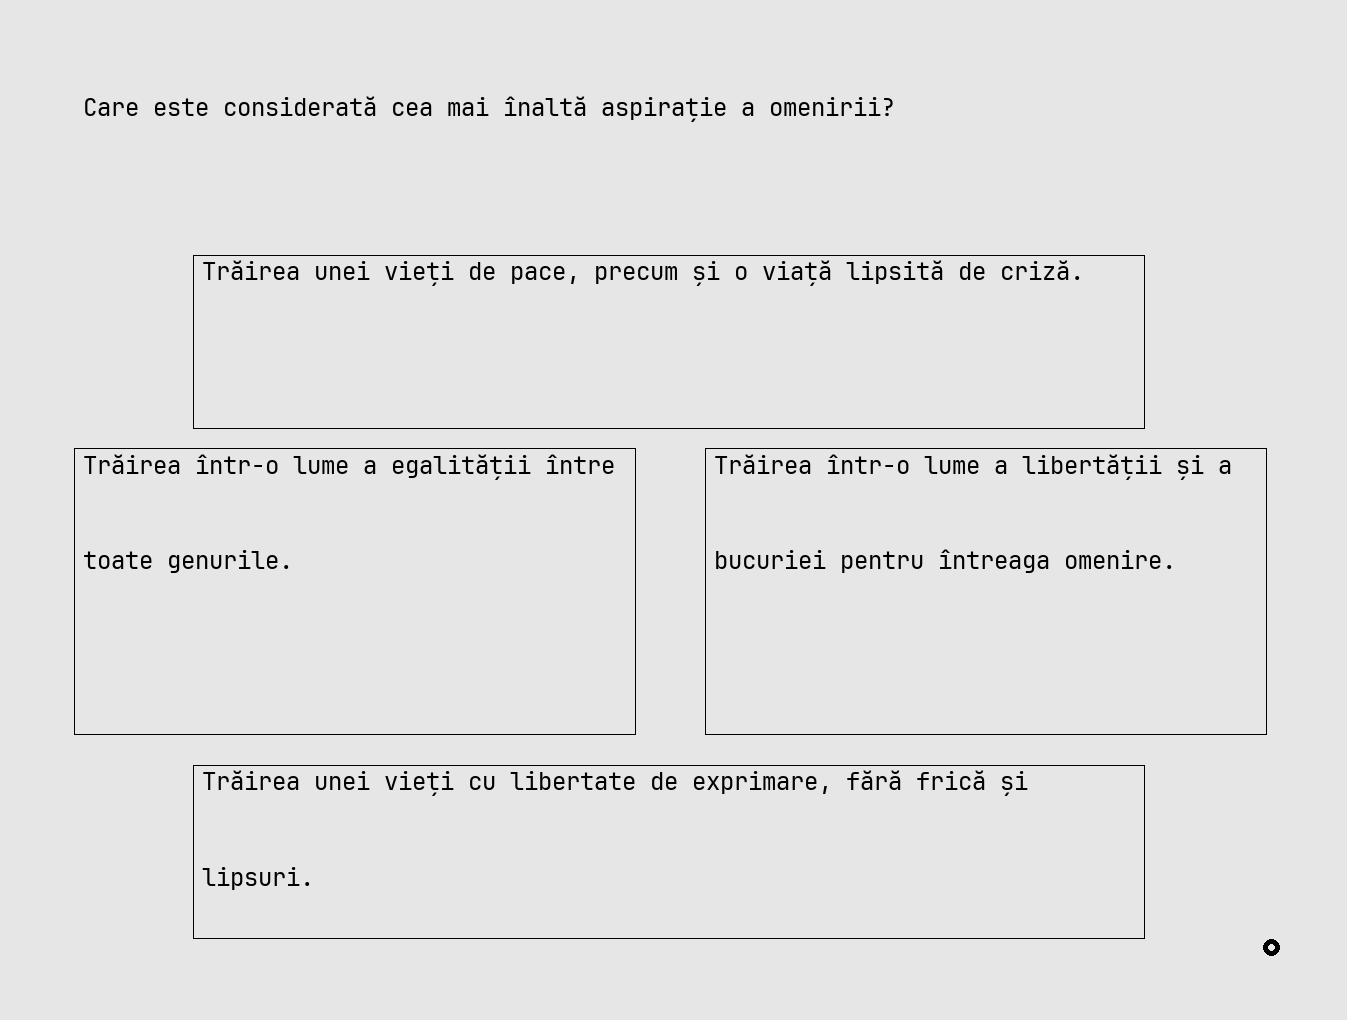 Care este considerată cea mai înaltă aspirație a omenirii?
Trăirea unei vieți de pace, precum și o viață lipsită de criză.
Trăirea într-o lume a egalității între
toate genurile.
Trăirea într-o lume a libertății și a
bucuriei pentru întreaga omenire.
Trăirea unei vieți cu libertate de exprimare, fără frică și
lipsuri.